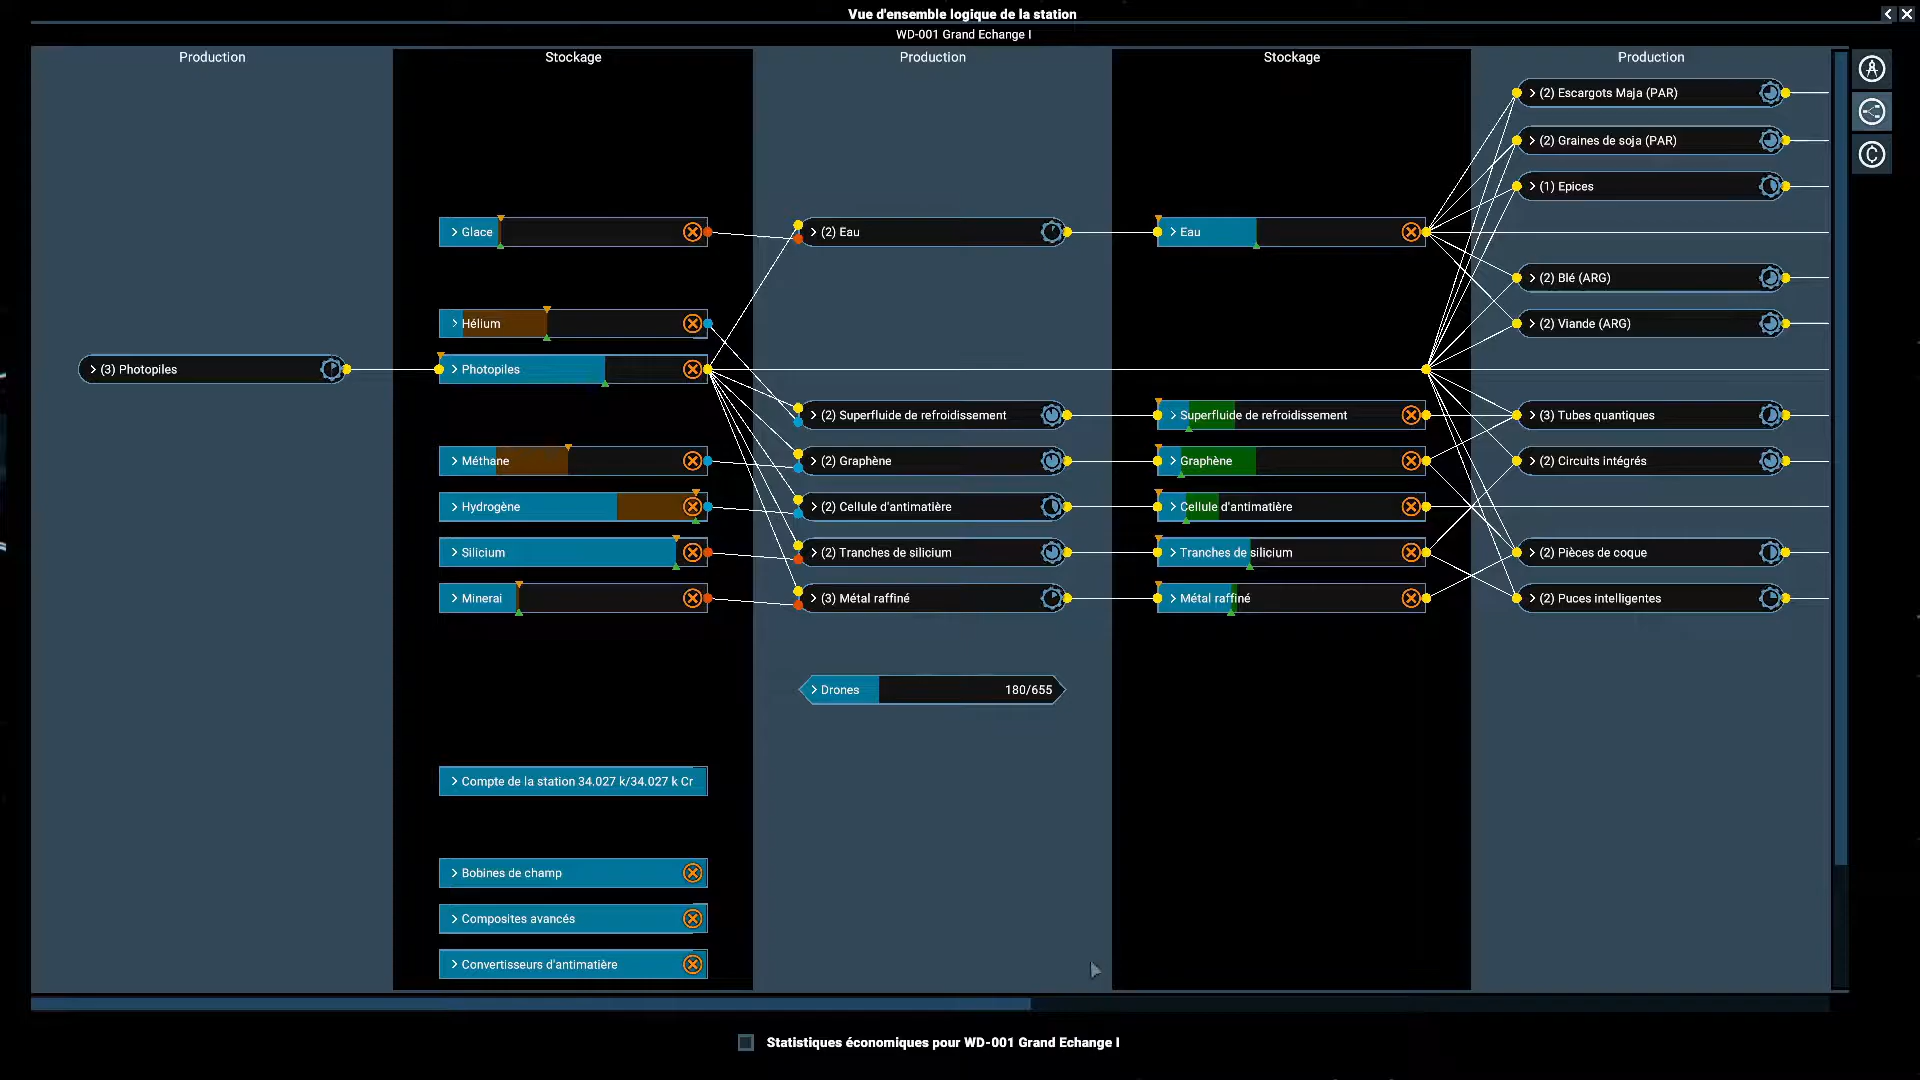 Vue d'ensemble logique de la station
WD-001 Grand Echange I
Production
Stockage
Production
Stockage
Production
(3) Photopiles
Glace
Hélium
Photopiles
Méthane
Hydrogène
Silicium
Minerai
Compte de la station 34.027 k/34.027 k Cr
Bobines de champ
Composites avancés
Convertisseurs d'antimatière
(2) Eau
(2) Superfluide de refroidissement
(2) Graphène
(2) Cellule d'antimatière
(2) Tranches de silicium
(3) Métal raffiné
Drones 180/655
Eau
Superfluide de refroidissement
Graphène
Cellule d'antimatière
Tranches de silicium
Métal raffiné
(2) Escargots Maja (PAR)
(2) Graines de soja (PAR)
(1) Epices
(2) Blé (ARG)
(2) Viande (ARG)
(3) Tubes quantiques
(2) Circuits intégrés
(2) Pièces de coque
(2) Puces intelligentes
Statistiques économiques pour WD-001 Grand Echange I